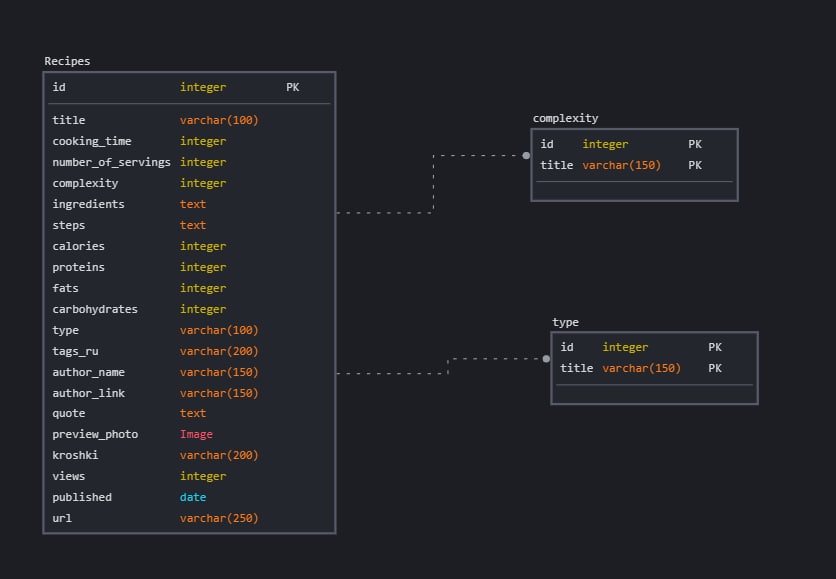 Recipes
id integer PK
title varchar(100)
cooking_time integer
number_of_servings integer
complexity integer
ingredients text
steps text
calories integer
proteins integer
fats integer
carbohydrates integer
type varchar(100)
tags_ru varchar(200)
author_name varchar(150)
author_link varchar(150)
quote text
preview_photo Image
kroshki varchar(200)
views integer
published date
url varchar(250)
complexity
id integer PK
title varchar(150) PK
type
id integer PK
title varchar(150) PK